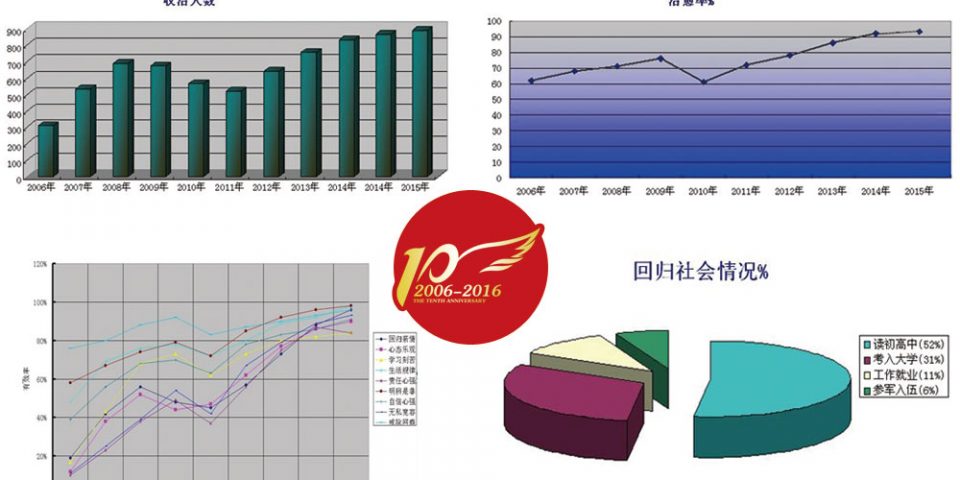 收治人数
900
800
700
600
500
400
300
200
100
0
2006年 2007年 2008年 2009年 2010年 2011年 2012年 2013年 2014年 2014年 2015年
治愈率%
100
90
80
70
60
50
40
30
20
10
0
2006年 2007年 2008年 2009年 2010年 2011年 2012年 2013年 2014年 2015年
10
2006-2016
THE TENTH ANNIVERSARY
120%
100%
80%
60%
40%
20%
有效率
回归亲情
心态乐观
学习刻苦
生活规律
责任心强
明辨是非
自信心强
无私宽容
戒除网瘾
回归社会情况%
读初高中(52%)
考入大学(31%)
工作就业(11%)
参军入伍(6%)